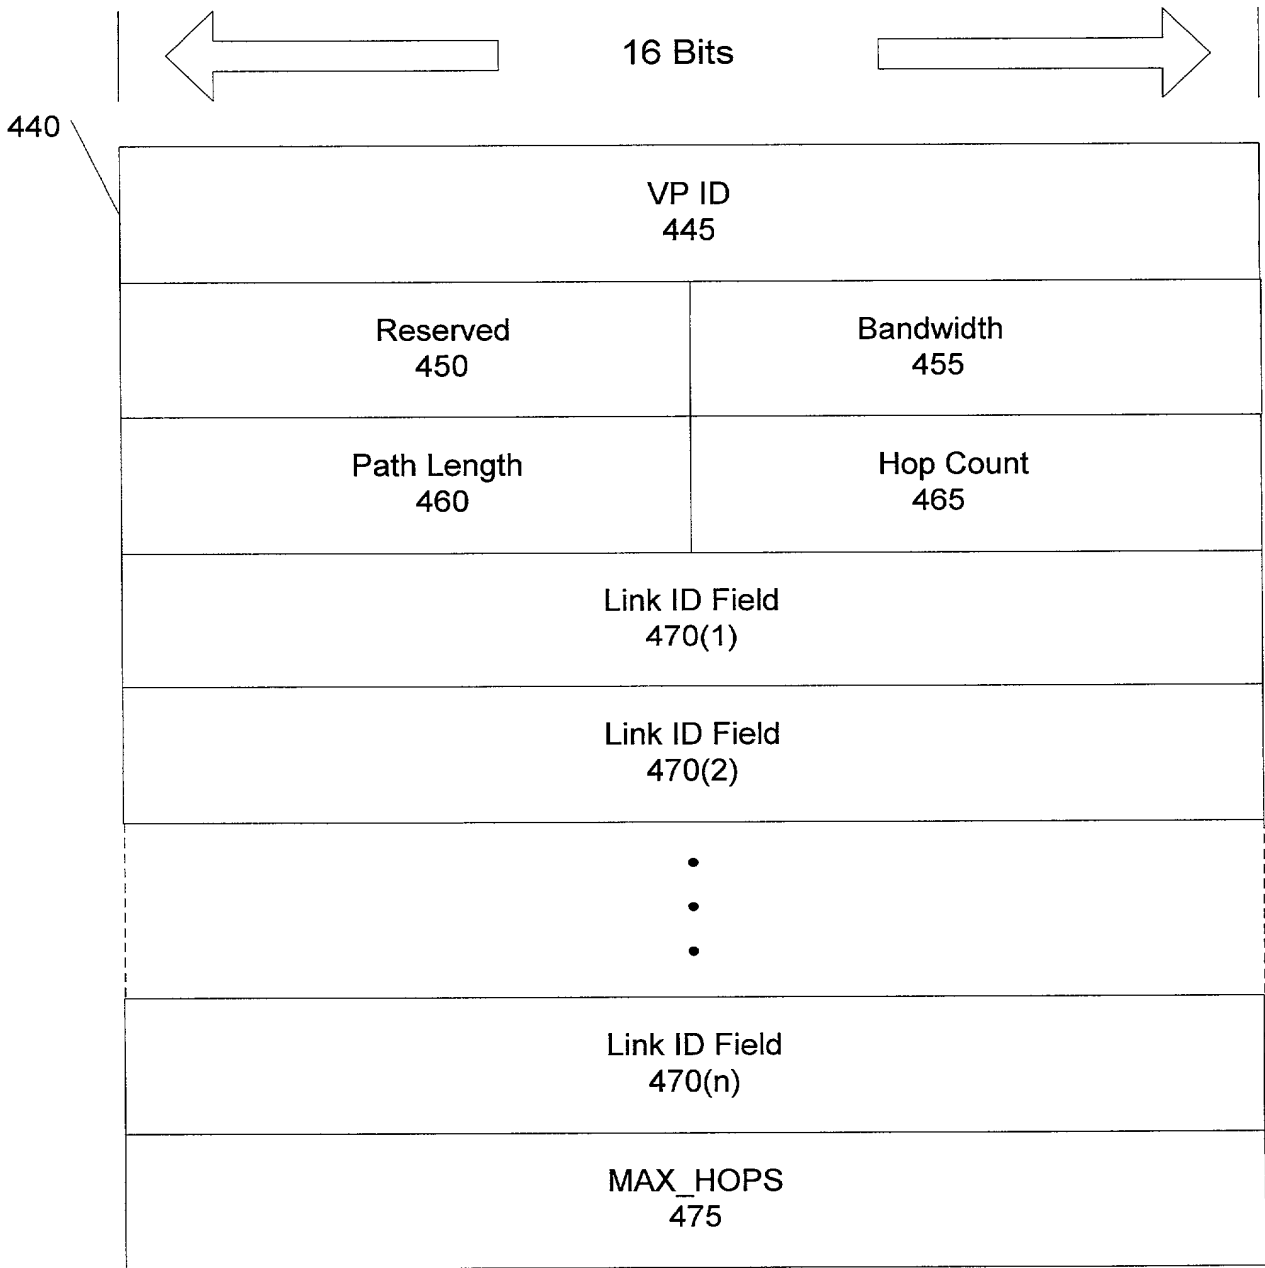 16 Bits
440
VP ID
445
Reserved
450
Bandwidth
455
Path Length
460
Hop Count
465
Link ID Field
470(1)
Link ID Field
470(2)
Link ID Field
470(n)
MAX_HOPS
475